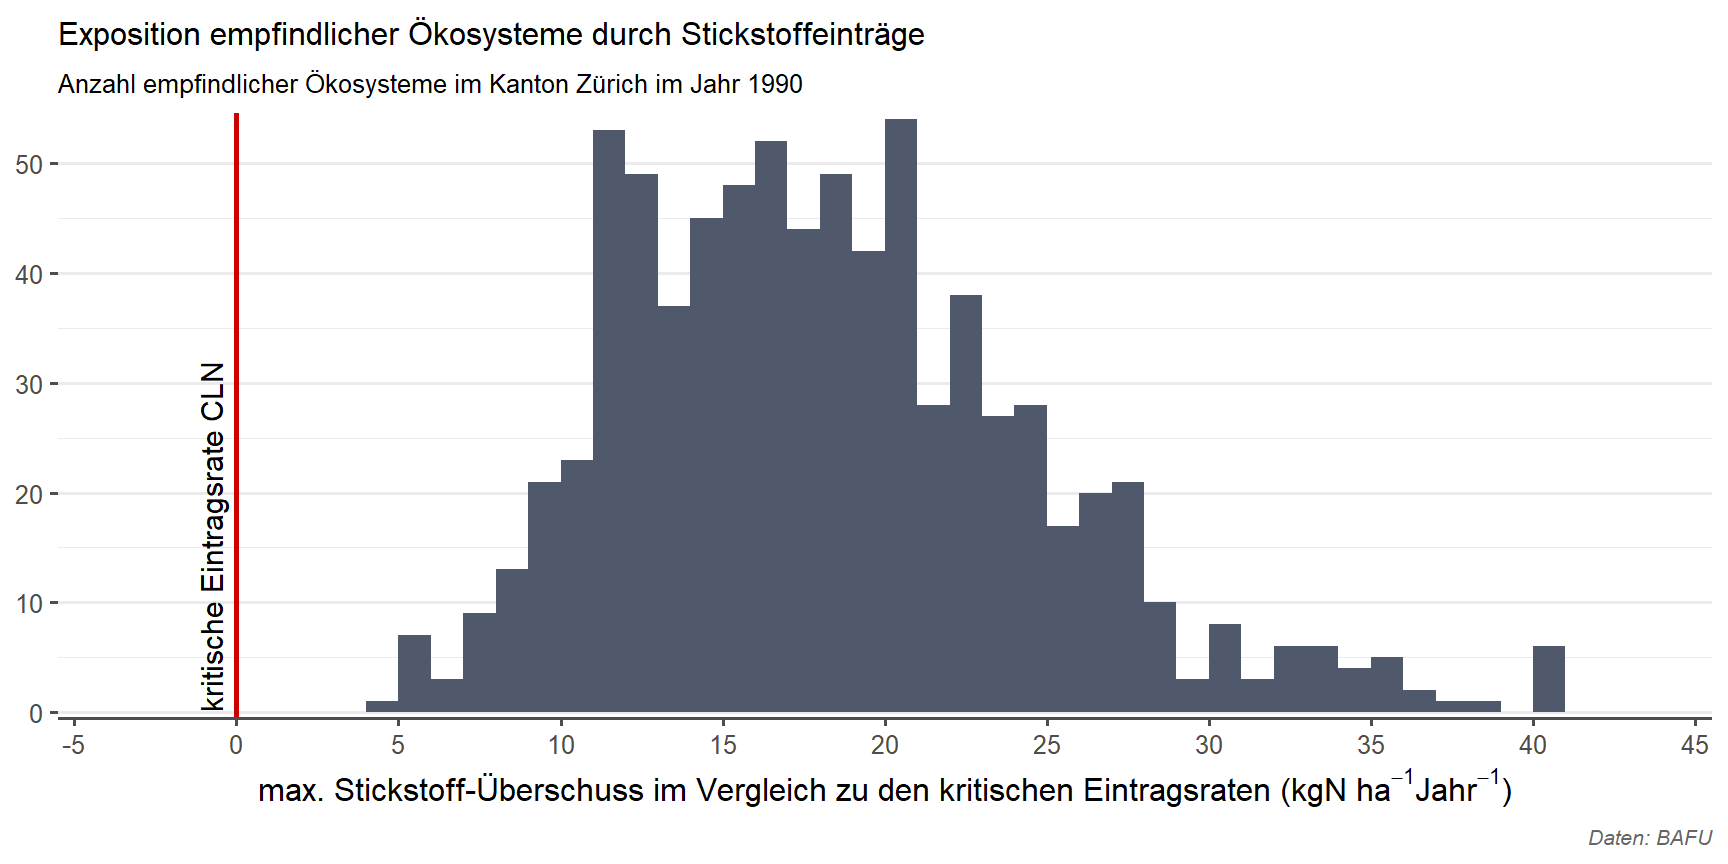 Exposition empfindlicher Ökosysteme durch Stickstoffeinträge
Anzahl empfindlicher Ökosysteme im Kanton Zürich im Jahr 1990
50
40
30
20
10
0
kritische Eintragsrate CLN
-5 0 5 10 15 20 25 30 35 40 45
max. Stickstoff-Überschuss im Vergleich zu den kritischen Eintragsraten (kgN ha⁻¹Jahr⁻¹)
Daten: BAFU